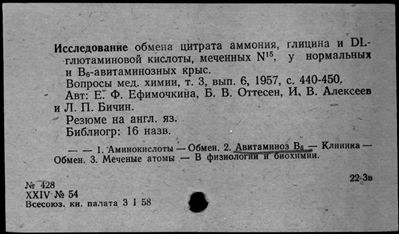 Исследование обмена цитрата аммония, глицина и DL-
глютаминовой кислоты, меченных N¹⁵, у нормальных
и B₆-авитаминозных крыс.
Вопросы мед. химии, т. 3, вып. 6, 1957, с. 440-450.
Авт: Е. Ф. Ефимочкина, Б. В. Оттесен, И. В. Алексеев
и Л. П. Бичин.
Резюме на англ. яз.
Библиогр: 16 назв.
— — 1. Аминокислоты — Обмен. 2. Авитаминоз B₆ — Клиника —
Обмен. 3. Меченые атомы — В физиологии и биохимии.
№ 428
22-3в
XXIV № 54
Всесоюз. кн. палата 3 I 58